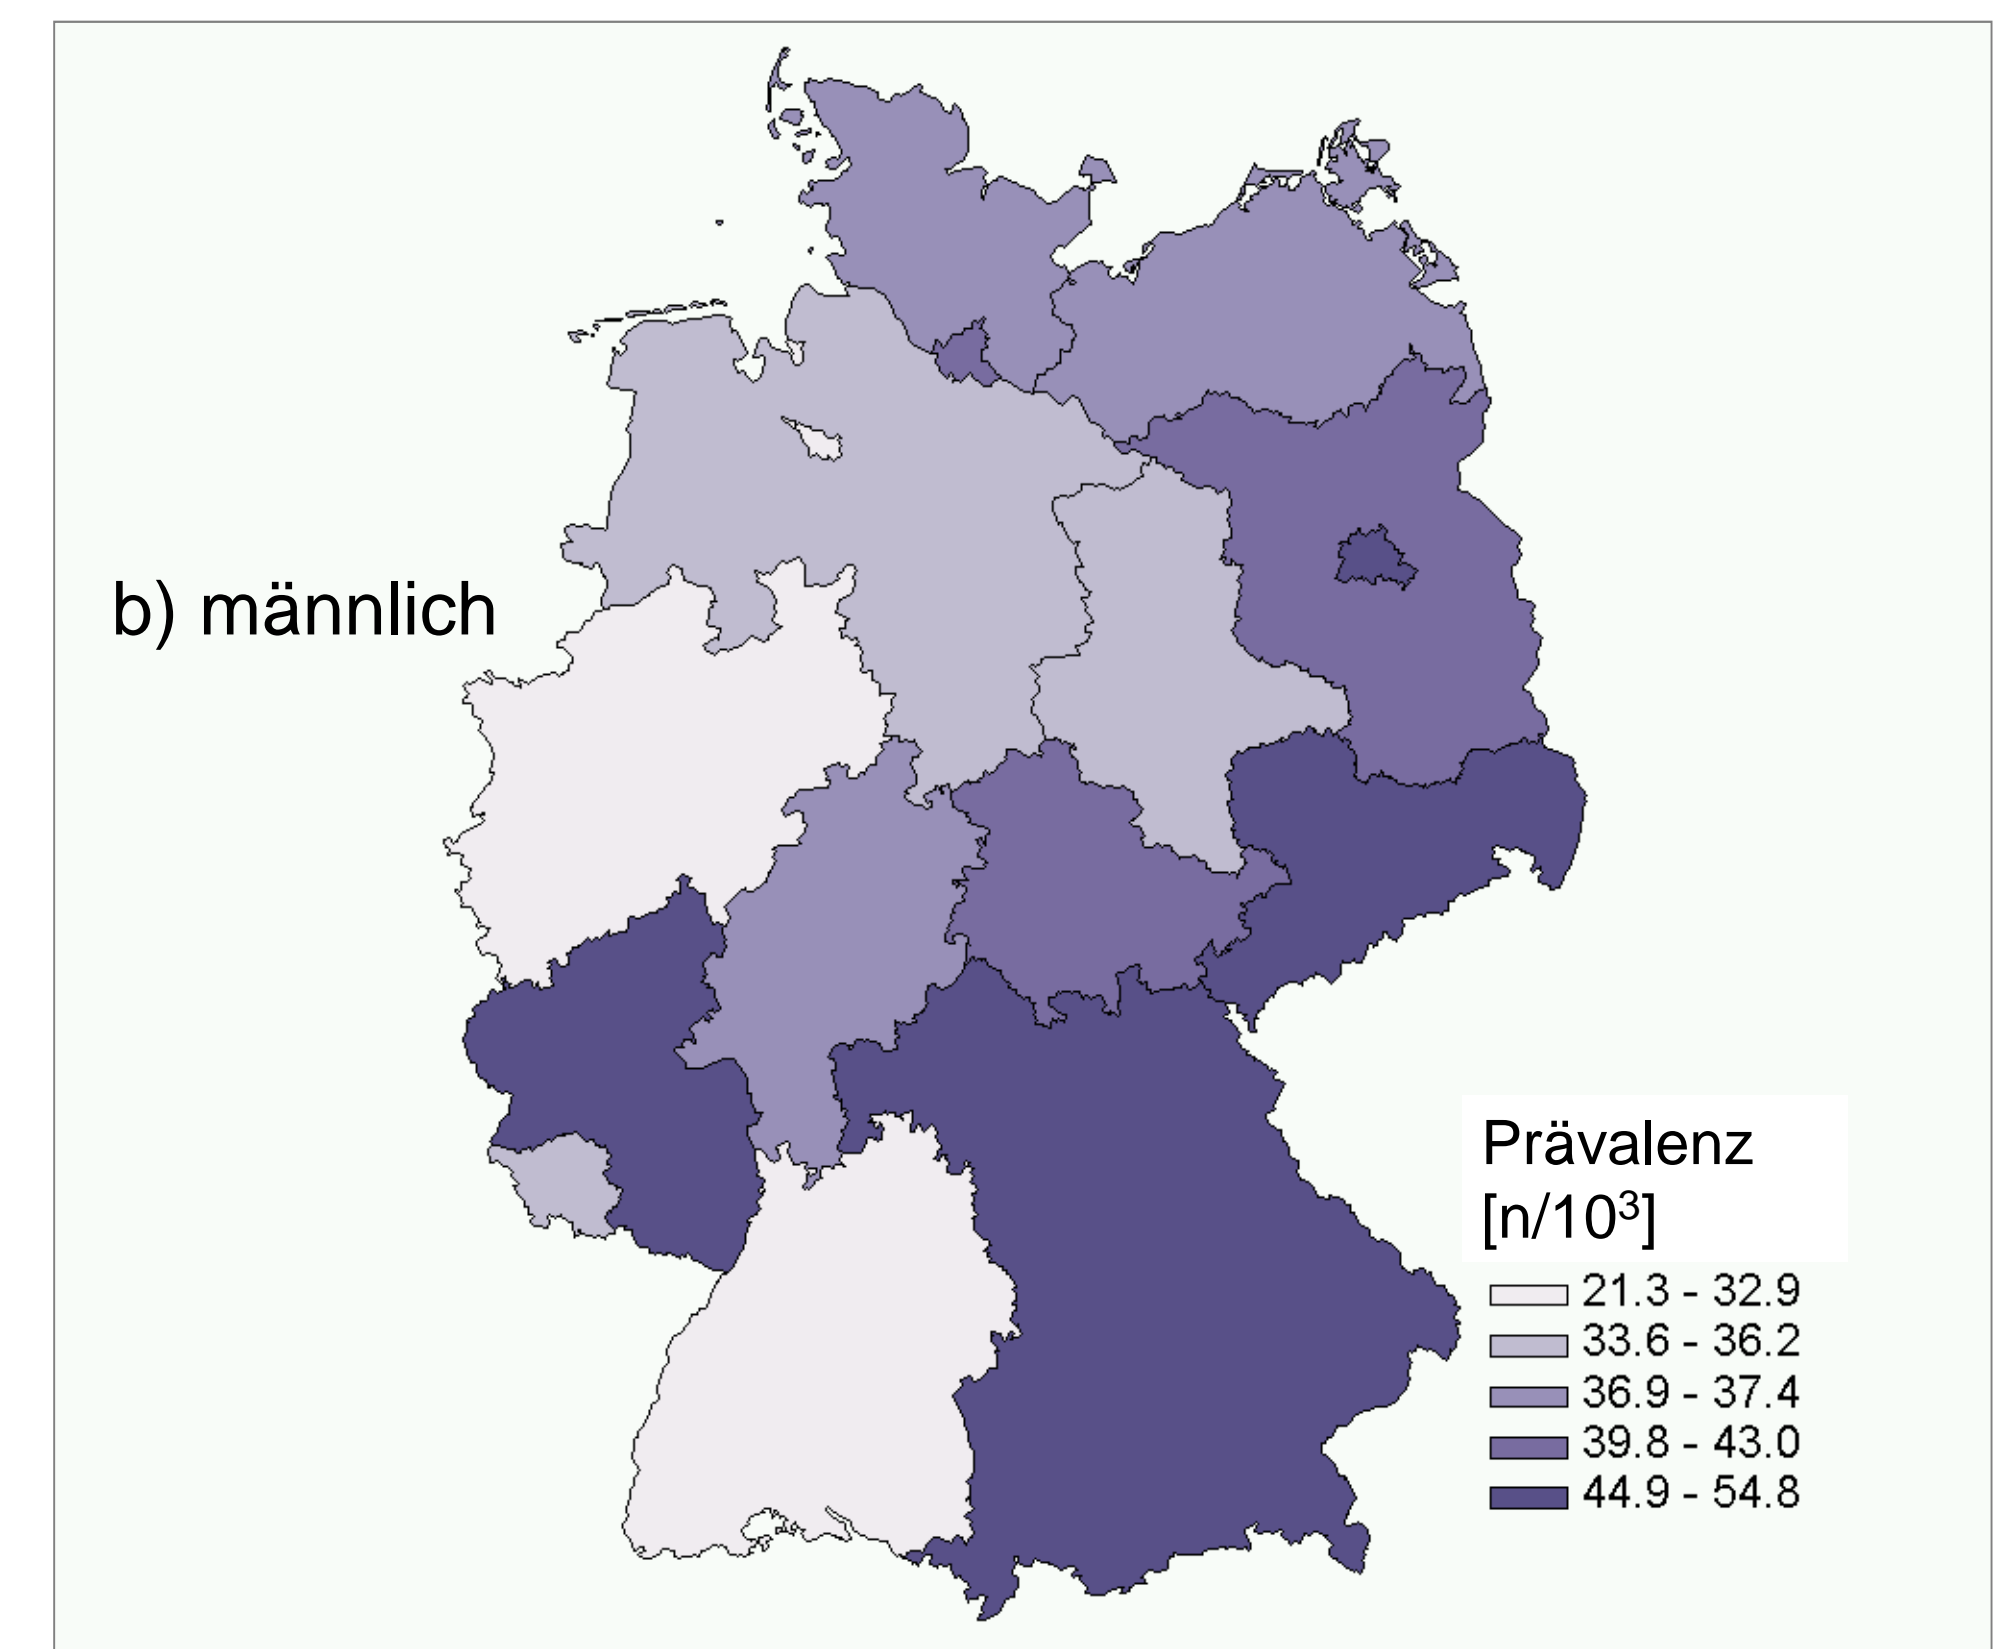 b) männlich
Prävalenz
[n/10³]
21.3 - 32.9
33.6 - 36.2
36.9 - 37.4
39.8 - 43.0
44.9 - 54.8